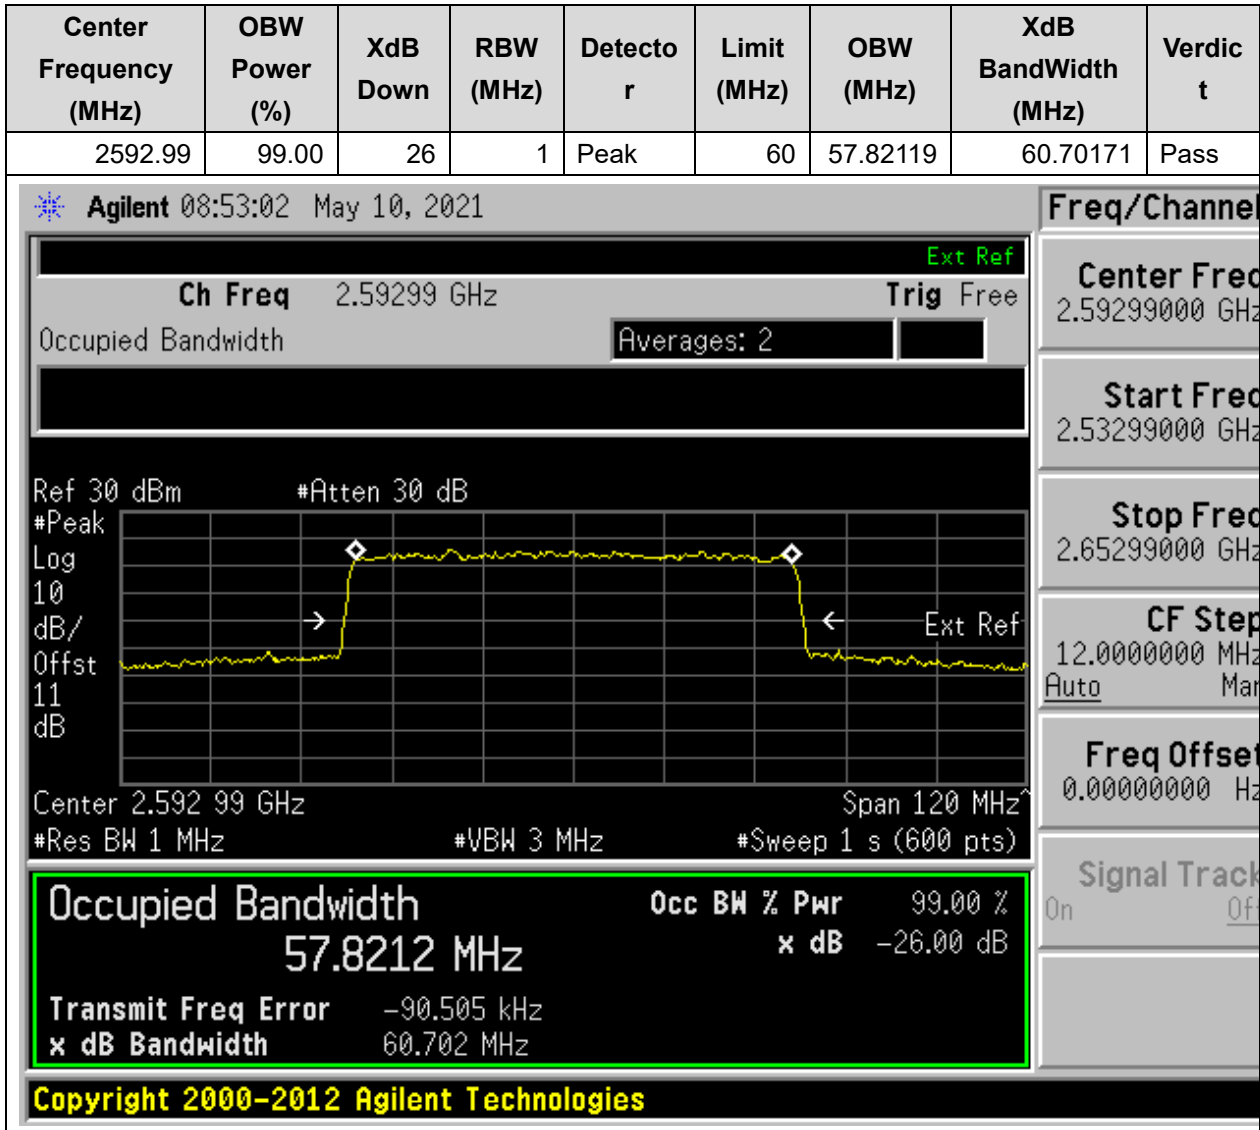 Center Frequency (MHz) OBW Power (%) XdB Down RBW (MHz) Detecto r Limit (MHz) OBW (MHz) XdB BandWidth (MHz) Verdic t
2592.99 99.00 26 1 Peak 60 57.82119 60.70171 Pass
Agilent 08:53:02 May 10, 2021 Freq/Channel
Ext Ref
Ch Freq 2.59299 GHz Trig Free
Occupied Bandwidth Averages: 2
Center Freq
2.59299000 GHz
Start Freq
2.53299000 GHz
Stop Freq
2.65299000 GHz
CF Step
12.0000000 MHz
Auto Man
Freq Offset
0.00000000 Hz
Signal Track
On Off
Ref 30 dBm #Atten 30 dB
#Peak
Log
10
dB/
Offst
11
dB
Ext Ref
Center 2.592 99 GHz Span 120 MHz^
#Res BW 1 MHz #VBW 3 MHz #Sweep 1 s (600 pts)
Occupied Bandwidth Occ BW % Pwr 99.00 %
57.8212 MHz x dB -26.00 dB
Transmit Freq Error -90.505 kHz
x dB Bandwidth 60.702 MHz
Copyright 2000-2012 Agilent Technologies